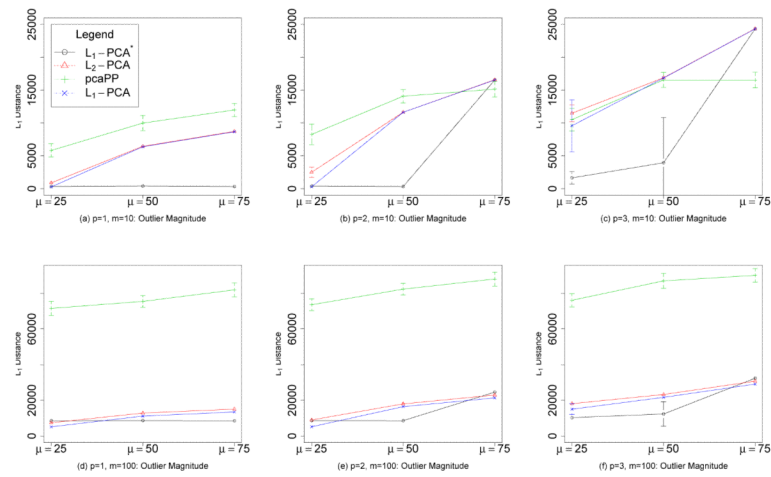 25000
15000
5000
0
L₁ Distance
Legend
L₁−PCA*
L₂−PCA
pcaPP
L₁−PCA
μ = 25
μ = 50
μ = 75
(a) p=1, m=10: Outlier Magnitude
25000
15000
5000
0
L₁ Distance
μ = 25
μ = 50
μ = 75
(b) p=2, m=10: Outlier Magnitude
25000
15000
5000
0
L₁ Distance
μ = 25
μ = 50
μ = 75
(c) p=3, m=10: Outlier Magnitude
60000
20000
0
L₁ Distance
μ = 25
μ = 50
μ = 75
(d) p=1, m=100: Outlier Magnitude
60000
20000
0
L₁ Distance
μ = 25
μ = 50
μ = 75
(e) p=2, m=100: Outlier Magnitude
60000
20000
0
L₁ Distance
μ = 25
μ = 50
μ = 75
(f) p=3, m=100: Outlier Magnitude